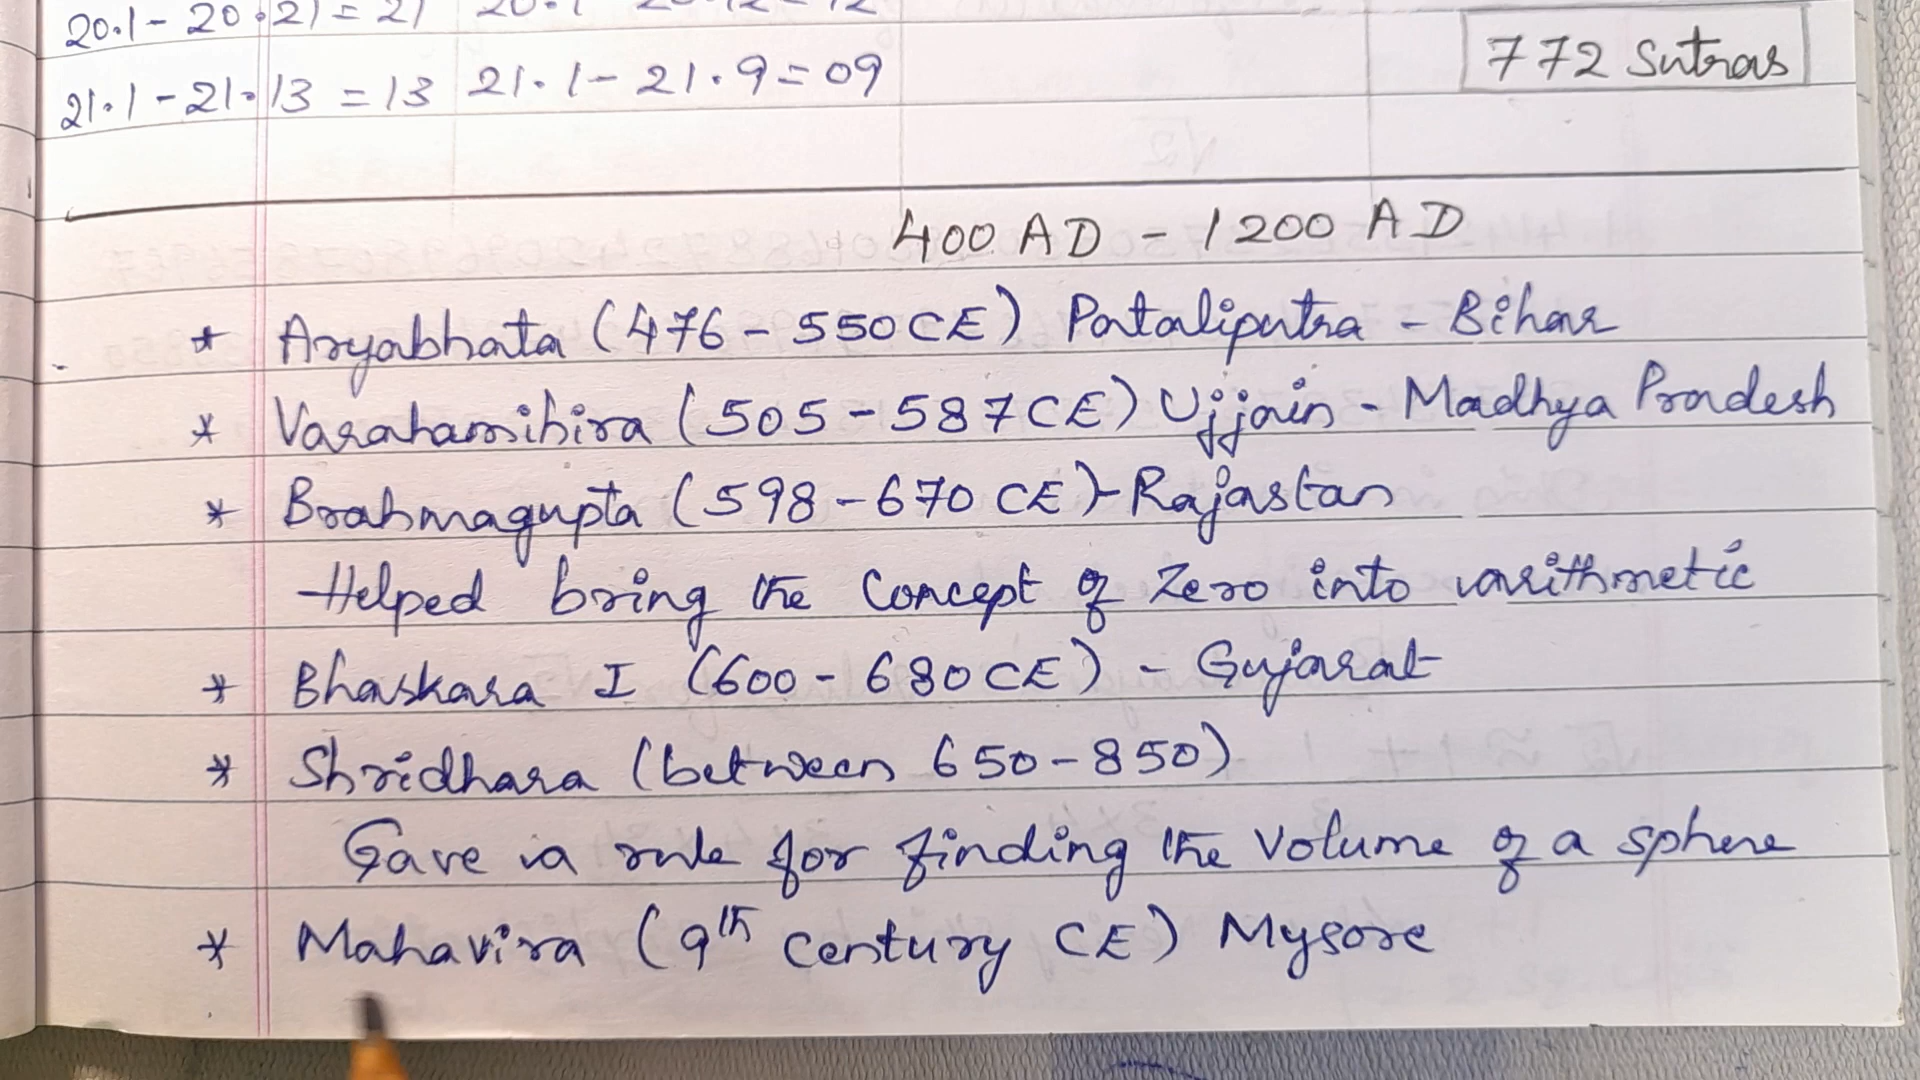 20.1 - 20.21 = 21
21.1 - 21.13 = 13 21.1 - 21.9 = 09
772 Sutras
400 AD - 1200 AD
* Aryabhata (476 - 550 CE) Pataliputra - Bihar
* Varahamihira (505 - 587 CE) Ujjain - Madhya Pradesh
* Brahmagupta (598 - 670 CE) - Rajastan
Helped bring the Concept of Zero into arithmetic
* Bhaskara I (600 - 680 CE) - Gujarat
* Shridhara (between 650 - 850)
Gave a rule for finding the Volume of a sphere
* Mahavira (9th Century CE) Mysore